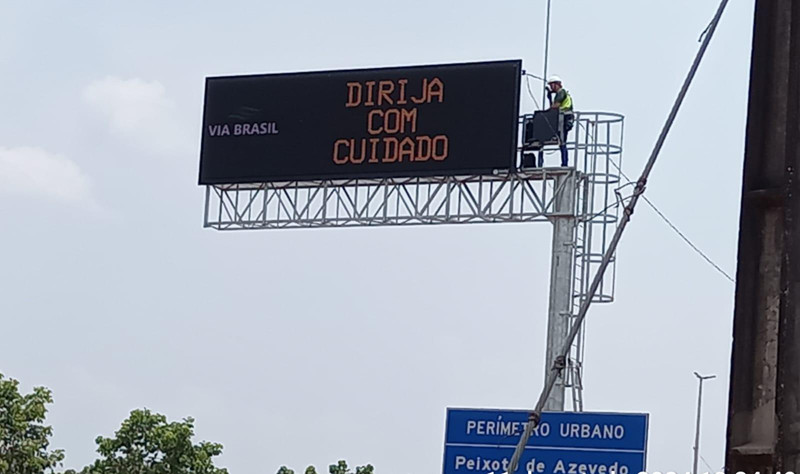 DIRIJA
COM
VIA BRASIL
CUIDADO
PERÍMETRO URBANO
Peixoto de Azevedo